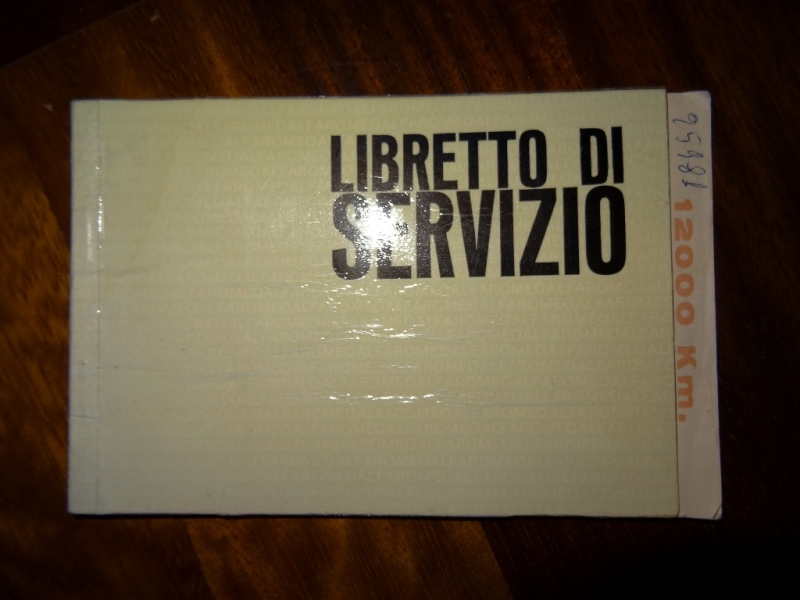 LIBRETTO DI
SERVIZIO
12000 Km.